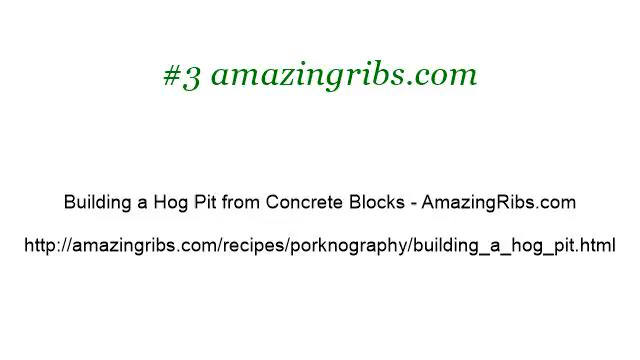 #3 amazingribs.com
Building a Hog Pit from Concrete Blocks - AmazingRibs.com
http://amazingribs.com/recipes/porknography/building_a_hog_pit.html